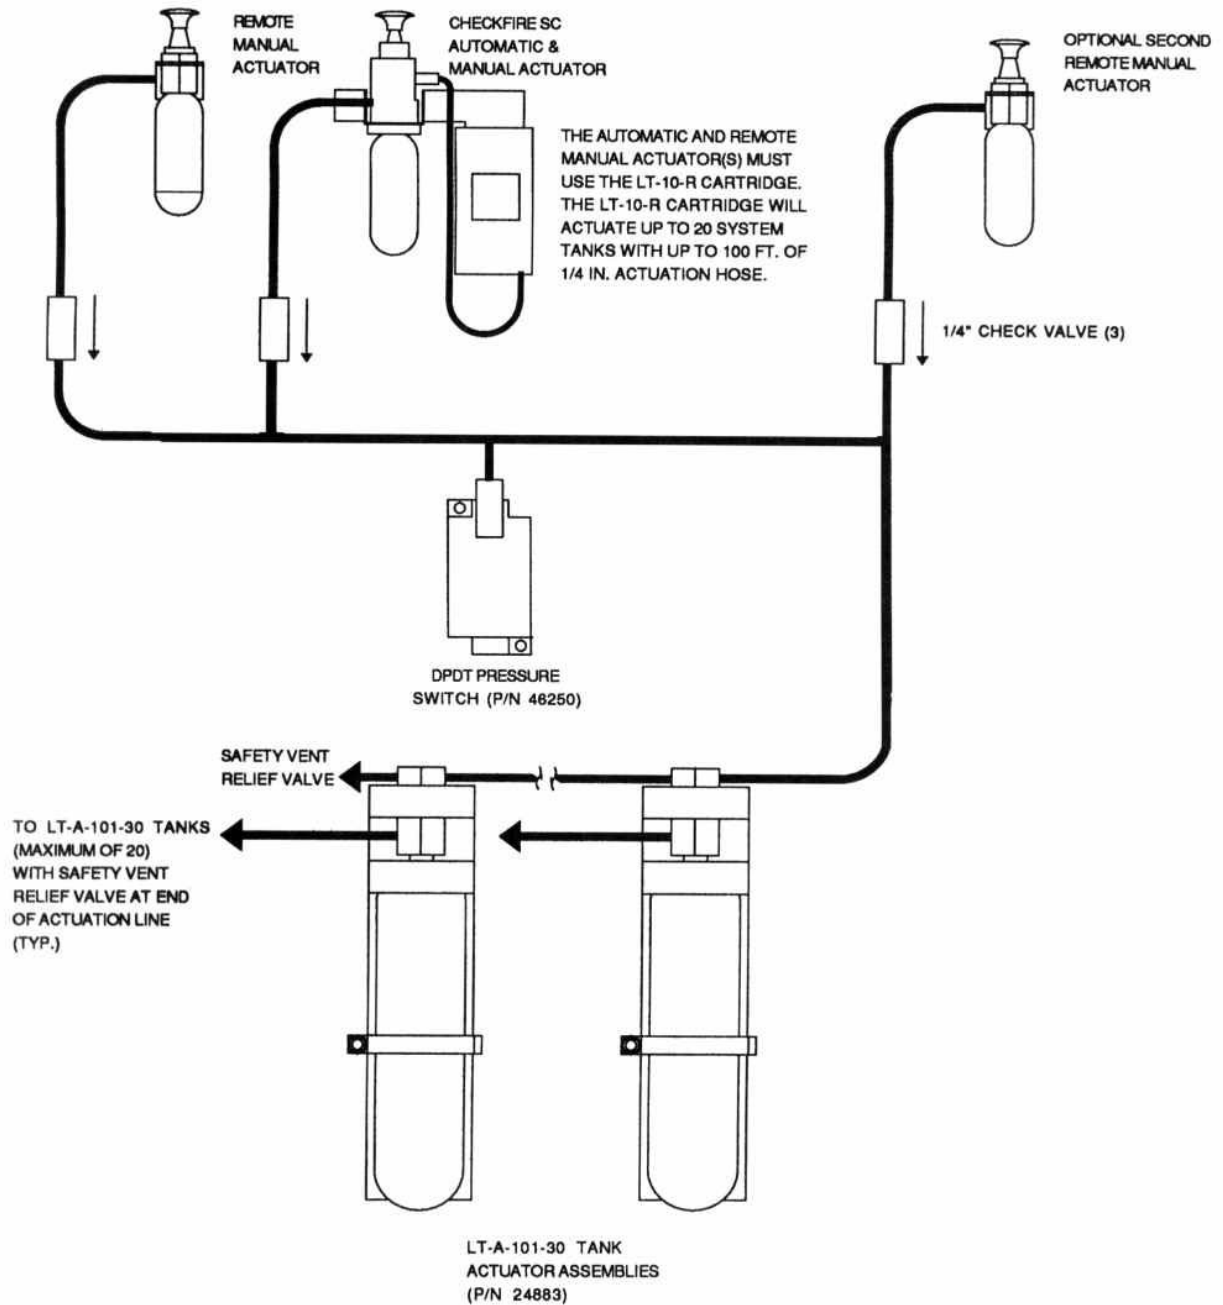 REMOTE
MANUAL
ACTUATOR
CHECKFIRE SC
AUTOMATIC &
MANUAL ACTUATOR
OPTIONAL SECOND
REMOTE MANUAL
ACTUATOR
THE AUTOMATIC AND REMOTE
MANUAL ACTUATOR(S) MUST
USE THE LT-10-R CARTRIDGE.
THE LT-10-R CARTRIDGE WILL
ACTUATE UP TO 20 SYSTEM
TANKS WITH UP TO 100 FT. OF
1/4 IN. ACTUATION HOSE.
1/4" CHECK VALVE (3)
DPDT PRESSURE
SWITCH (P/N 46250)
SAFETY VENT
RELIEF VALVE
TO LT-A-101-30 TANKS
(MAXIMUM OF 20)
WITH SAFETY VENT
RELIEF VALVE AT END
OF ACTUATION LINE
(TYP.)
LT-A-101-30 TANK
ACTUATOR ASSEMBLIES
(P/N 24883)